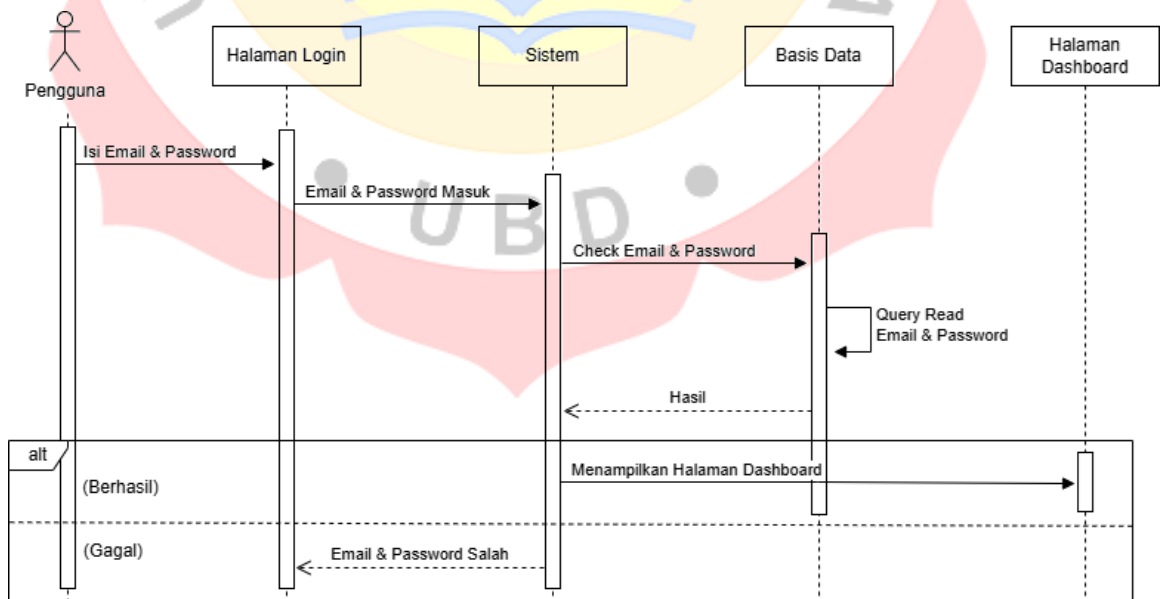 Pengguna
Halaman Login
Sistem
Basis Data
Halaman
Dashboard
Isi Email & Password
Email & Password Masuk
UBD
Check Email & Password
Query Read
Email & Password
Hasil
alt
Menampilkan Halaman Dashboard
(Berhasil)
(Gagal)
Email & Password Salah